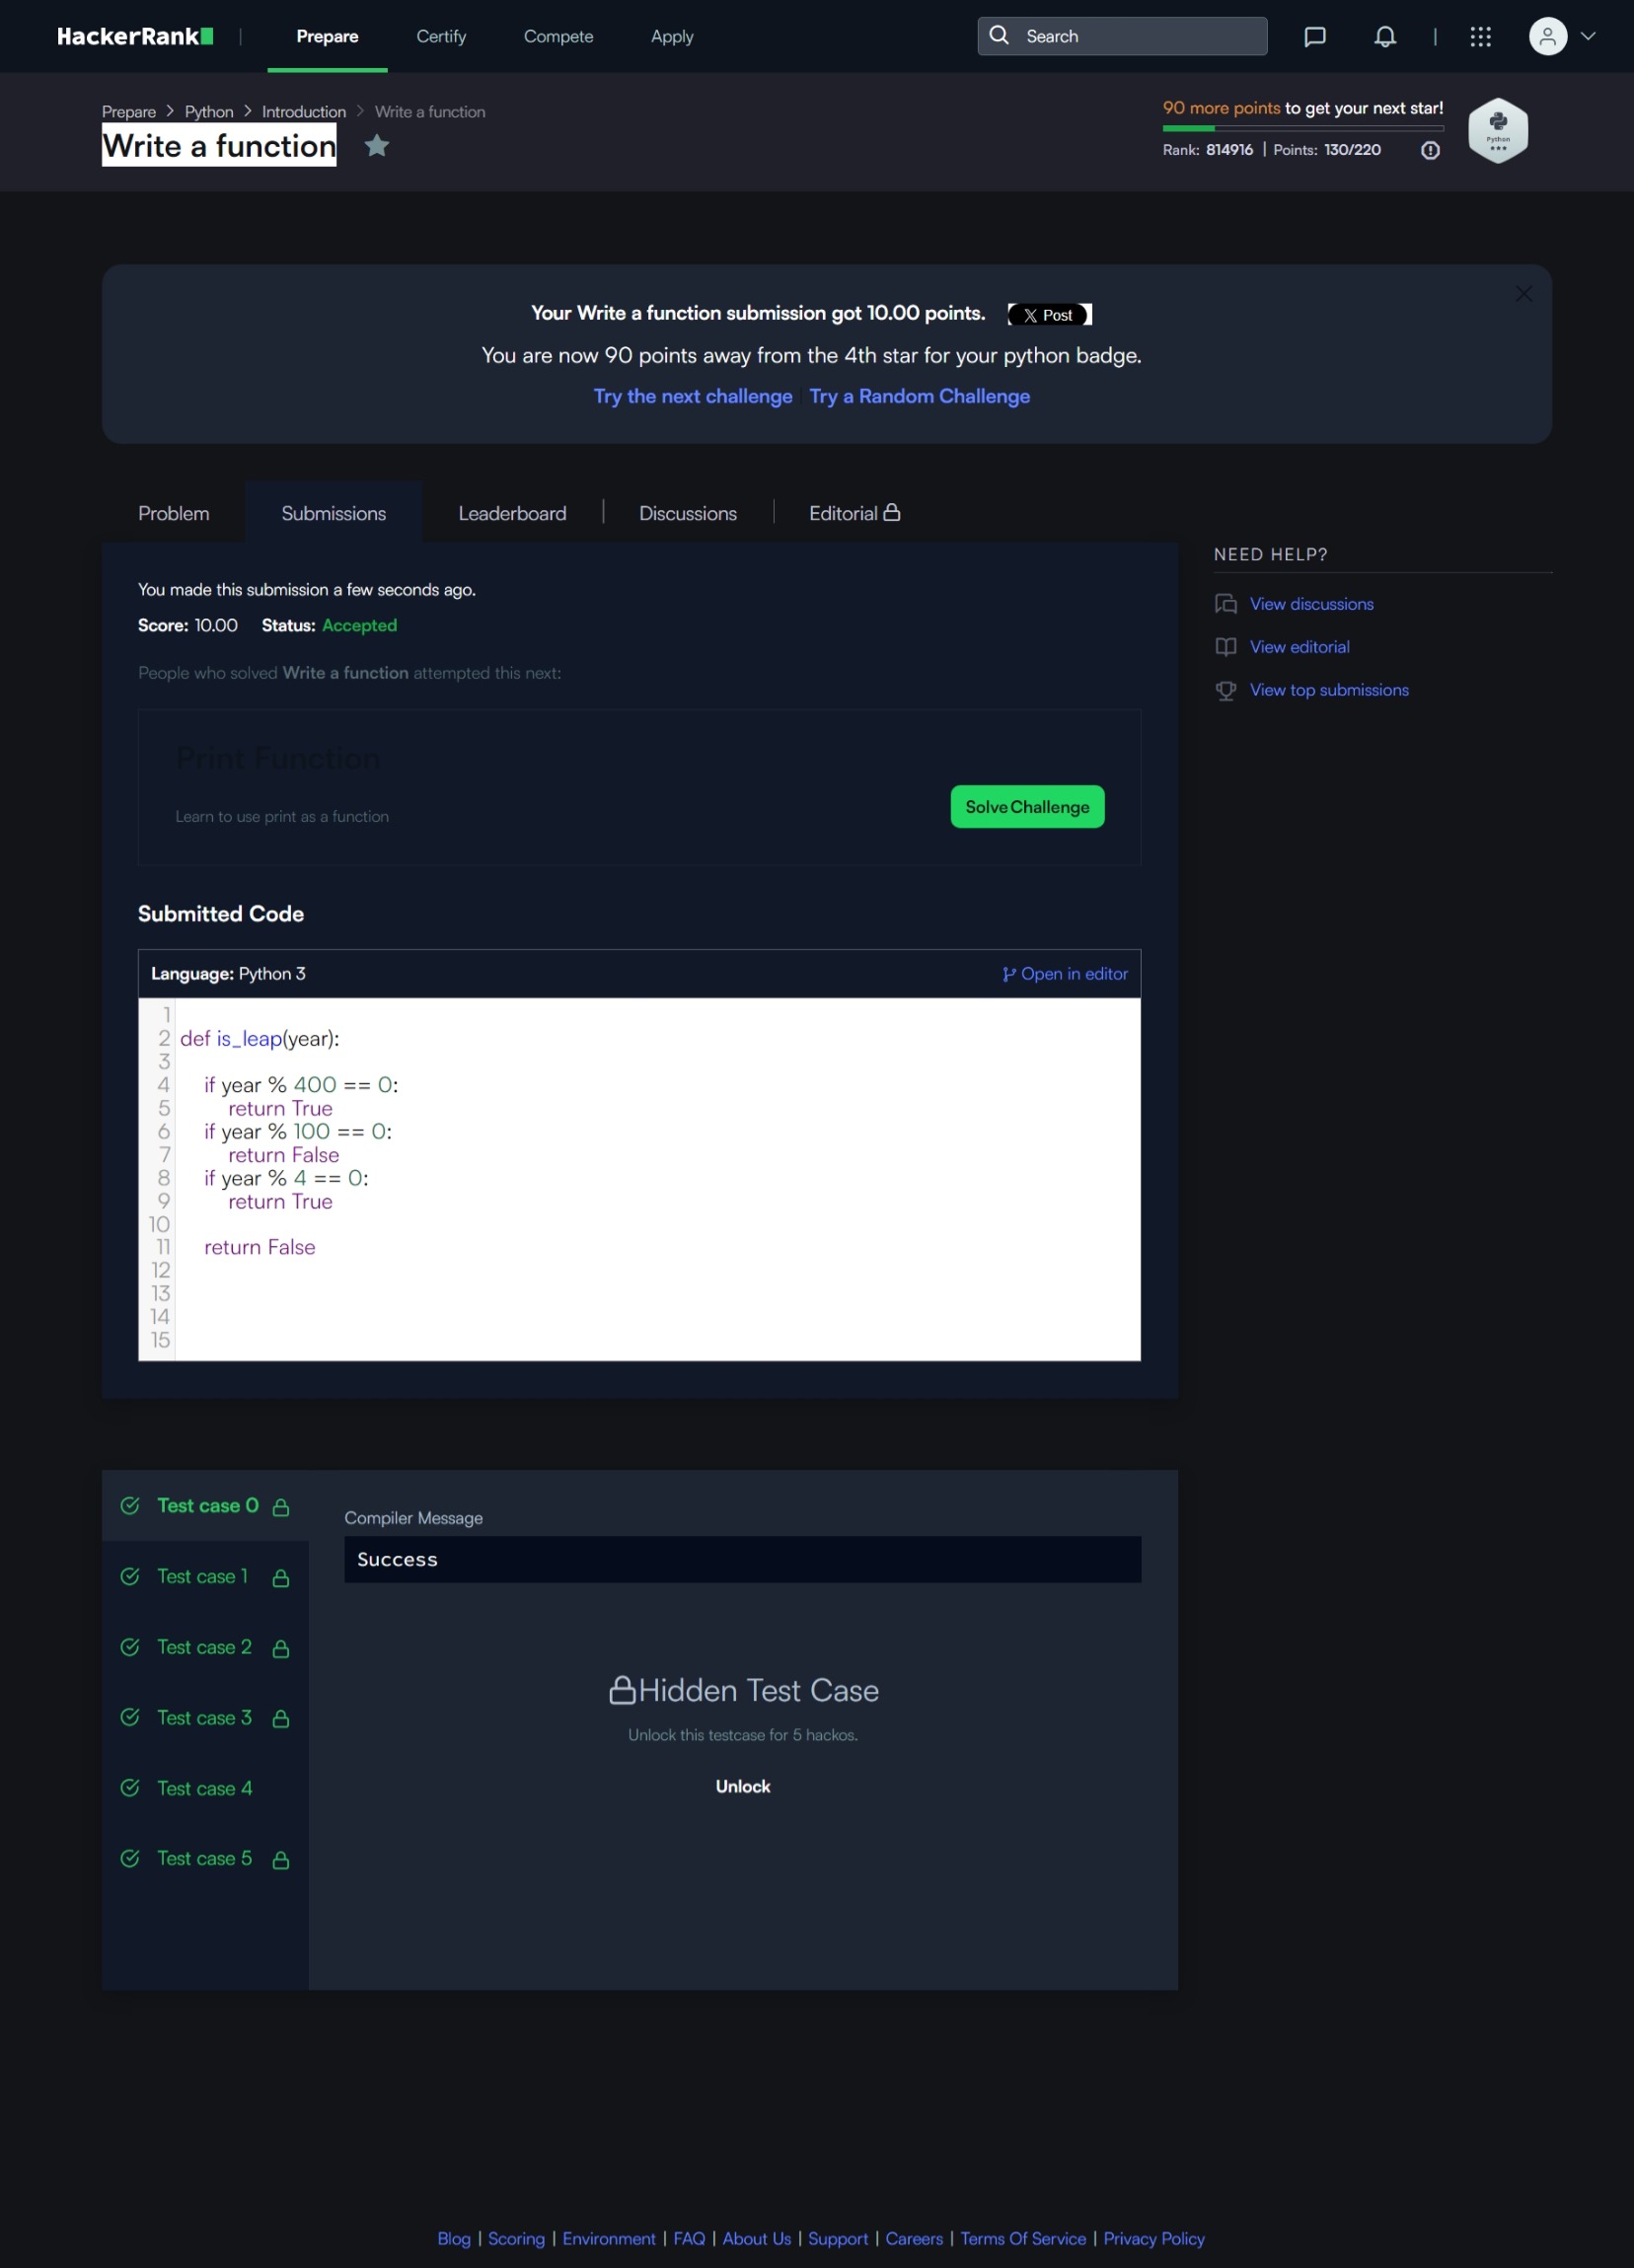 HackerRank | Prepare Certify Compete Apply Search |
Prepare > Python > Introduction > Write a function
Write a function
90 more points to get your next star!
Rank: 814916 | Points: 130/220
Python
Your Write a function submission got 10.00 points. X Post
You are now 90 points away from the 4th star for your python badge.
Try the next challenge | Try a Random Challenge
Problem Submissions Leaderboard Discussions Editorial
You made this submission a few seconds ago.
Score: 10.00 Status: Accepted
People who solved Write a function attempted this next:
Print Function
Learn to use print as a function
Solve Challenge
NEED HELP?
View discussions
View editorial
View top submissions
Submitted Code
Language: Python 3 Open in editor
1
2 def is_leap(year):
3
4 if year % 400 == 0:
5 return True
6 if year % 100 == 0:
7 return False
8 if year % 4 == 0:
9 return True
10
11 return False
12
13
14
15
Test case 0
Test case 1
Test case 2
Test case 3
Test case 4
Test case 5
Compiler Message
Success
Hidden Test Case
Unlock this testcase for 5 hackos.
Unlock
Blog | Scoring | Environment | FAQ | About Us | Support | Careers | Terms Of Service | Privacy Policy